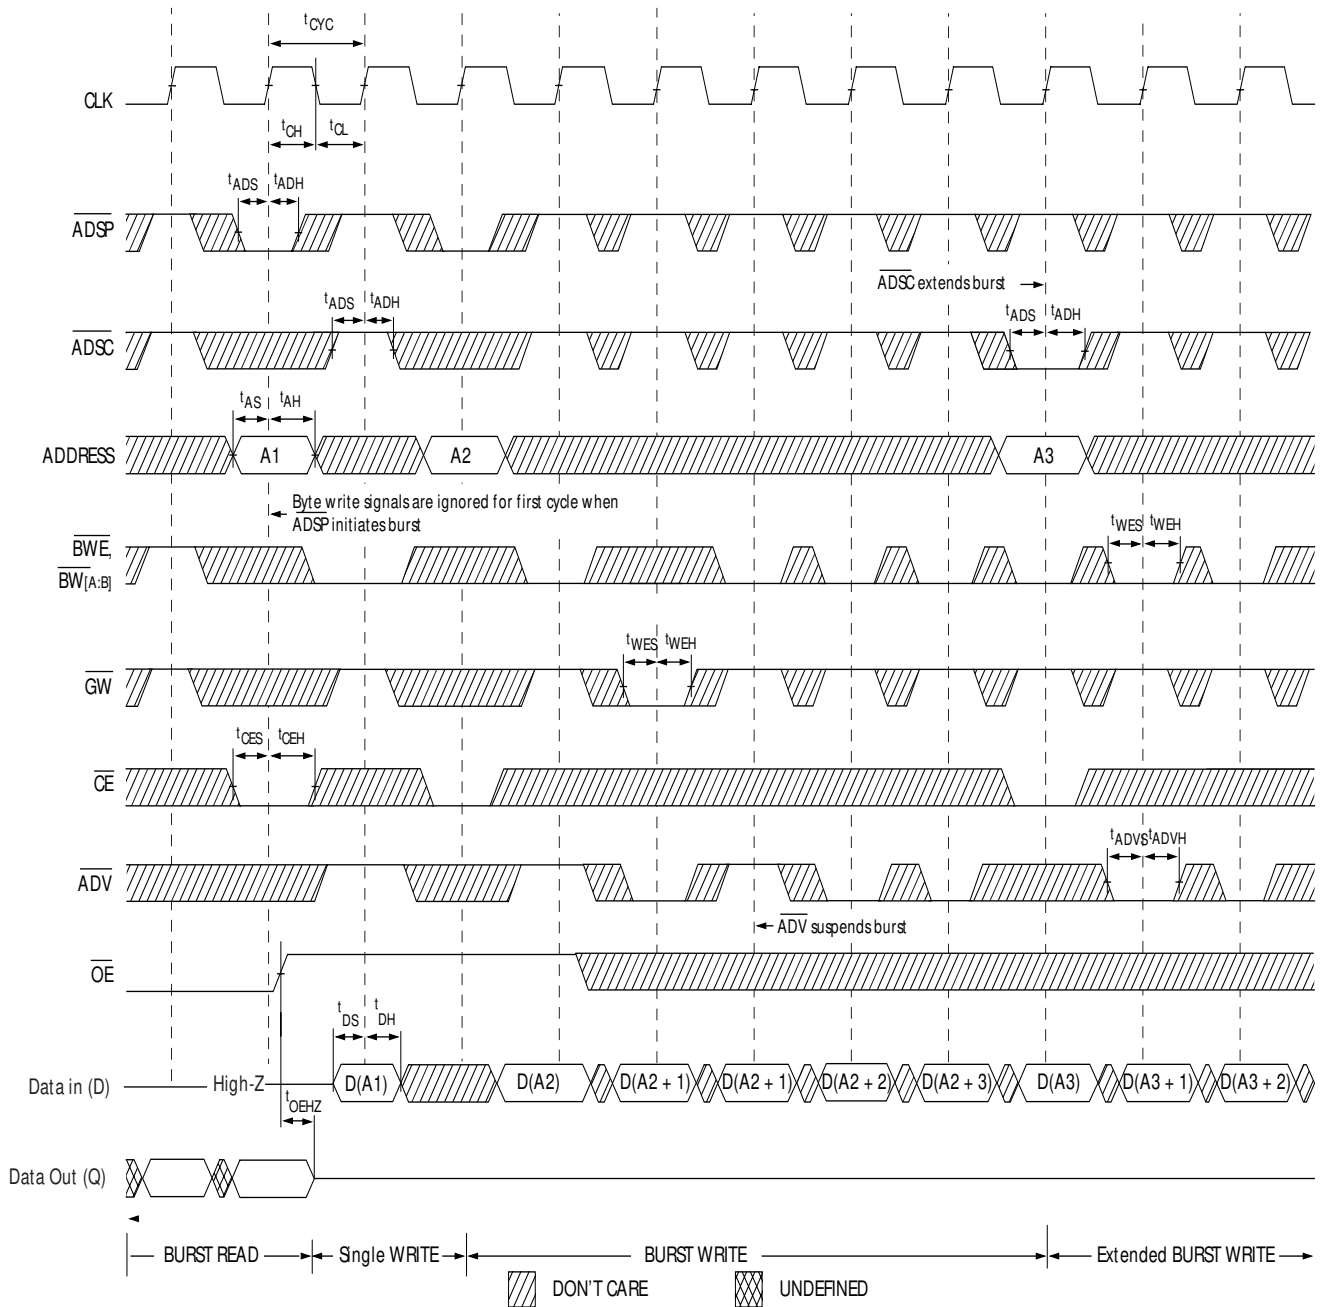 tCYC
CLK
tCH
tCL
tADS
tADH
ADSP
ADSC extends burst
tADS
tADH
tADS
tADH
ADSC
tAS
tAH
ADDRESS
A1
A2
A3
Byte write signals are ignored for first cycle when
ADSP initiates burst
tWES
tWEH
BWE,
BW[A:B]
tWES
tWEH
GW
tCES
tCEH
CE
tADVS
tADVH
ADV
ADV suspends burst
OE
tDS
tDH
Data in (D)
High-Z
D(A1)
D(A2)
D(A2 + 1)
D(A2 + 1)
D(A2 + 2)
D(A2 + 3)
D(A3)
D(A3 + 1)
D(A3 + 2)
tOEHZ
Data Out (Q)
BURST READ
Single WRITE
BURST WRITE
Extended BURST WRITE
DON'T CARE
UNDEFINED